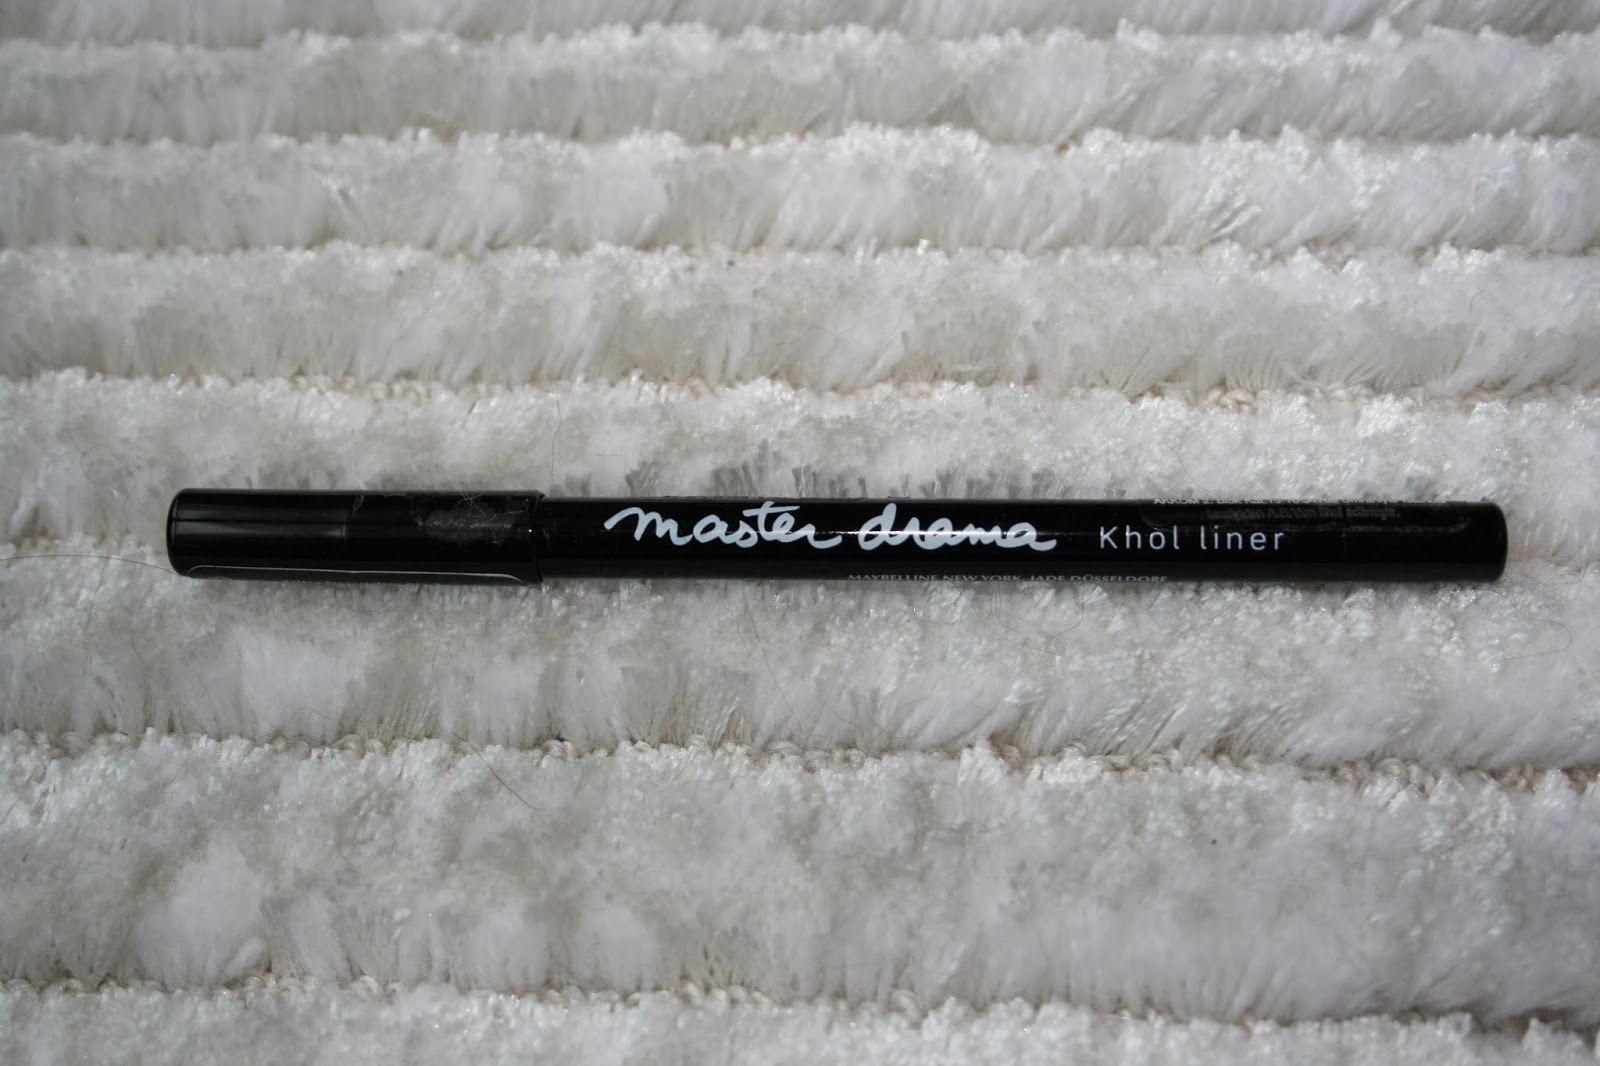 master drama Khol liner
MAYBELLINE NEW YORK, JADE DÜSSELDORF